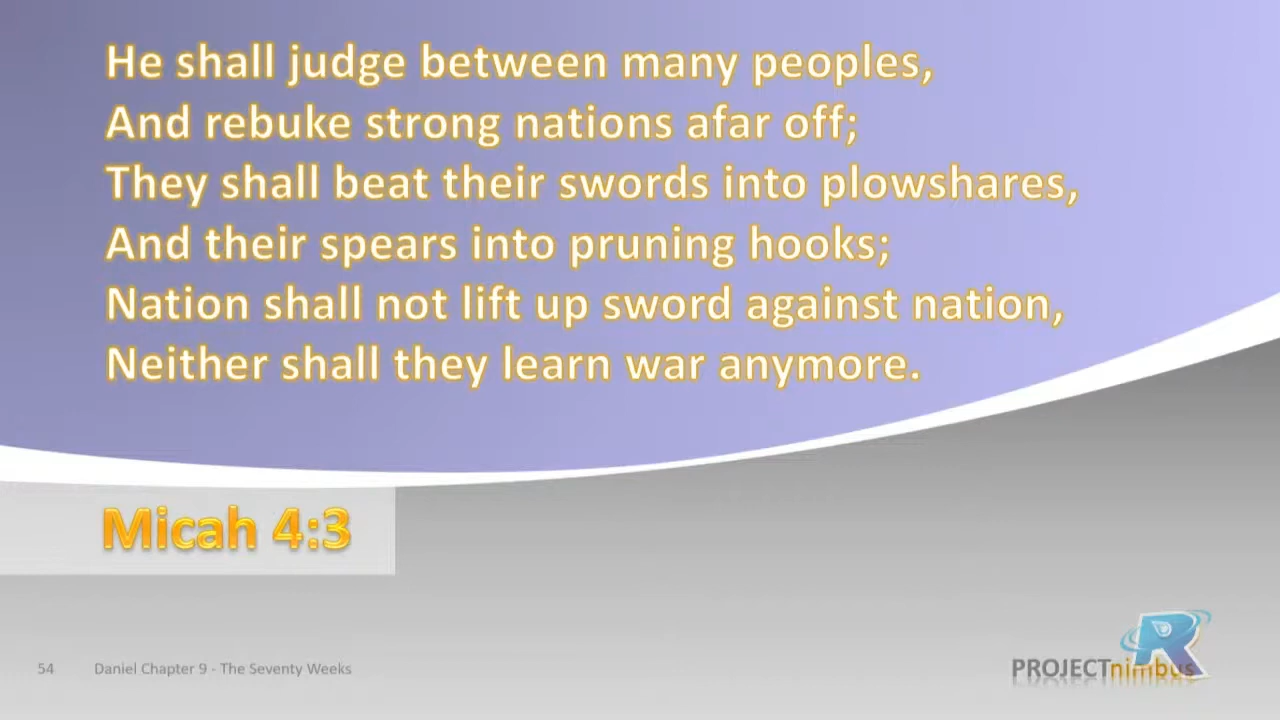 He shall judge between many peoples,
And rebuke strong nations afar off;
They shall beat their swords into plowshares,
And their spears into pruning hooks;
Nation shall not lift up sword against nation,
Neither shall they learn war anymore.
Micah 4:3
54 Daniel Chapter 9 - The Seventy Weeks
PROJECTnimbus
R